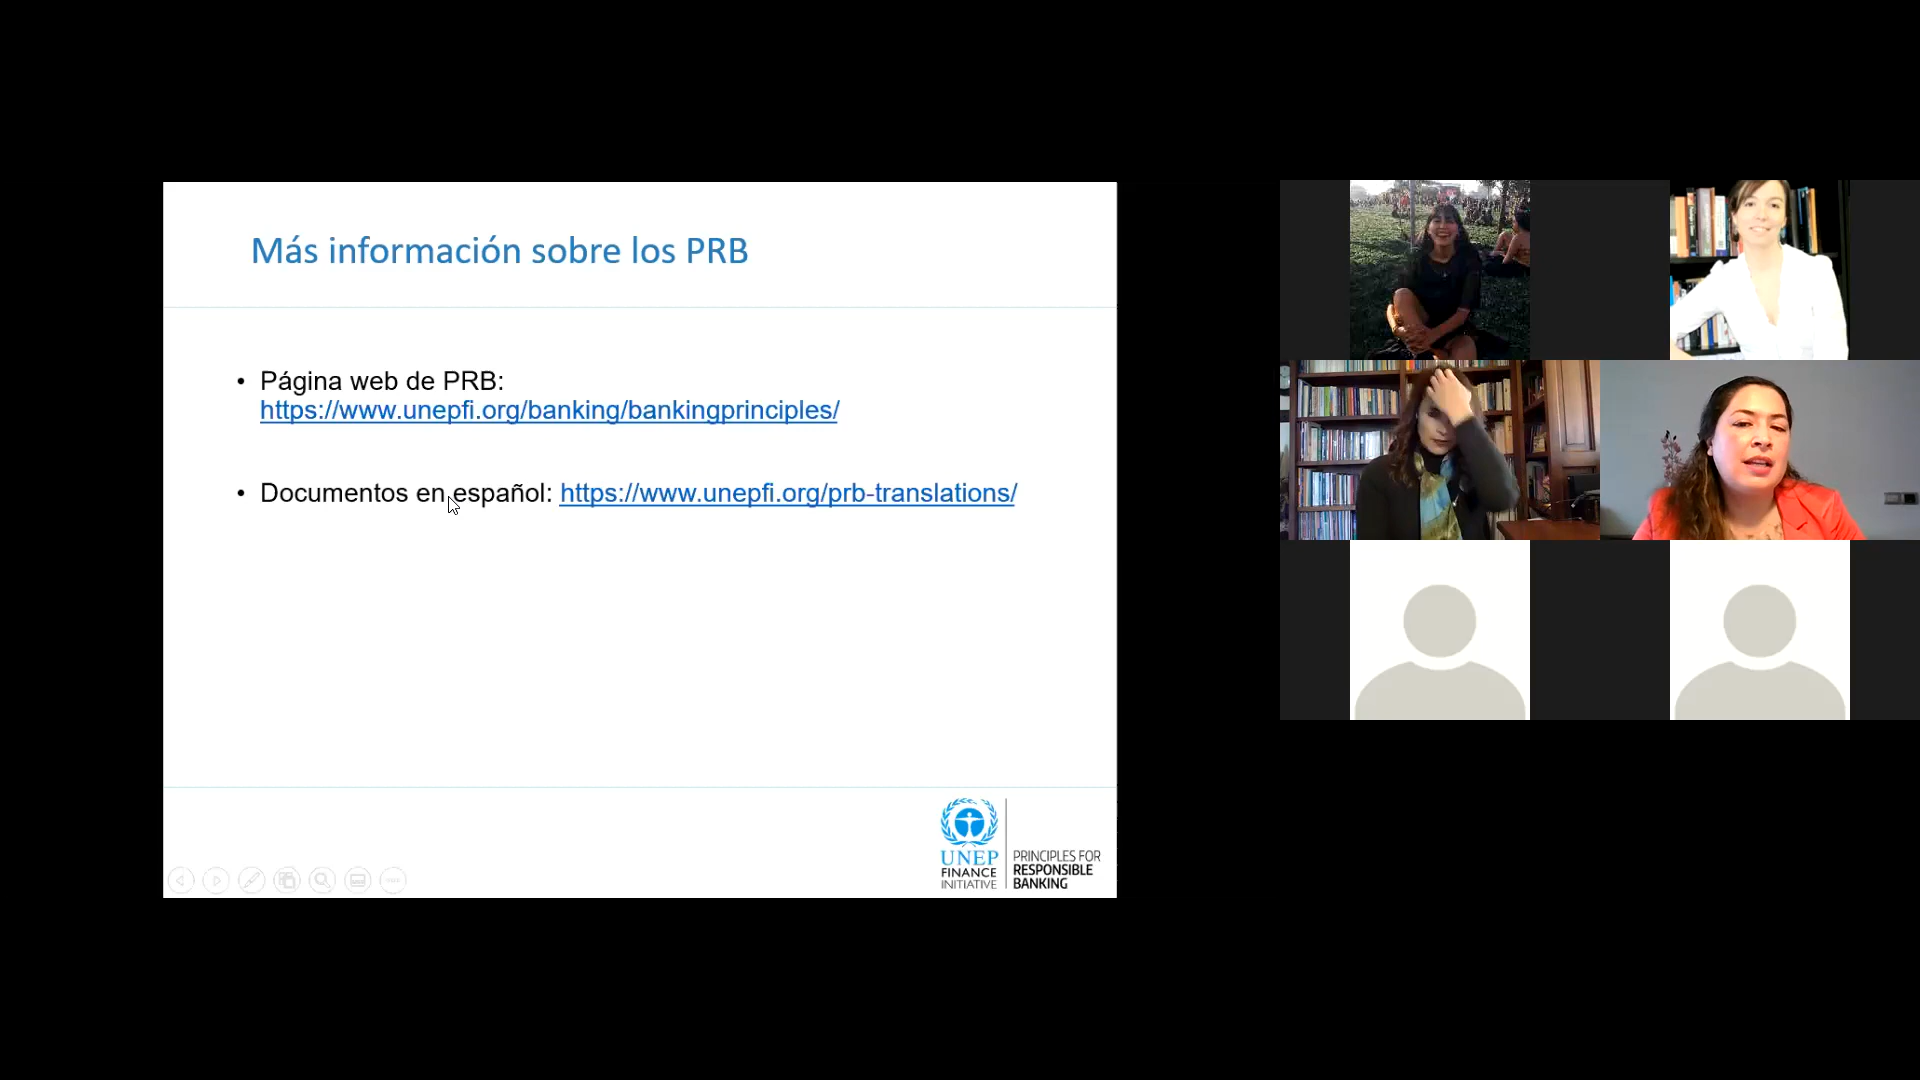 Más información sobre los PRB
• Página web de PRB:
https://www.unepfi.org/banking/bankingprinciples/
• Documentos en español: https://www.unepfi.org/prb-translations/
UNEP
FINANCE
INITIATIVE
PRINCIPLES FOR
RESPONSIBLE
BANKING